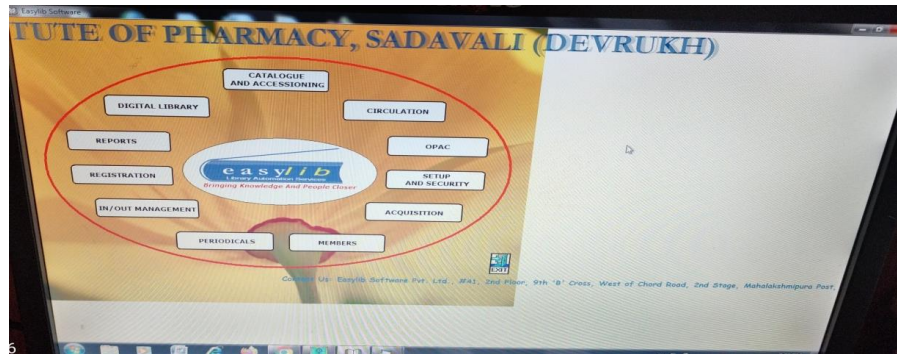 Easylib Software
TUTE OF PHARMACY, SADAVALI (DEVRUKH)
CATALOGUE
AND ACCESSIONING
DIGITAL LIBRARY
CIRCULATION
REPORTS
OPAC
easylib
Library Automation Services
Bringing Knowledge And People Closer
REGISTRATION
SETUP
AND SECURITY
IN/OUT MANAGEMENT
ACQUISITION
PERIODICALS
MEMBERS
EXIT
Contact Us- Easylib Software Pvt. Ltd., #41, 2nd Floor, 9th 'B' Cross, West of Chord Road, 2nd Stage, Mahalakshmipura Post,
6